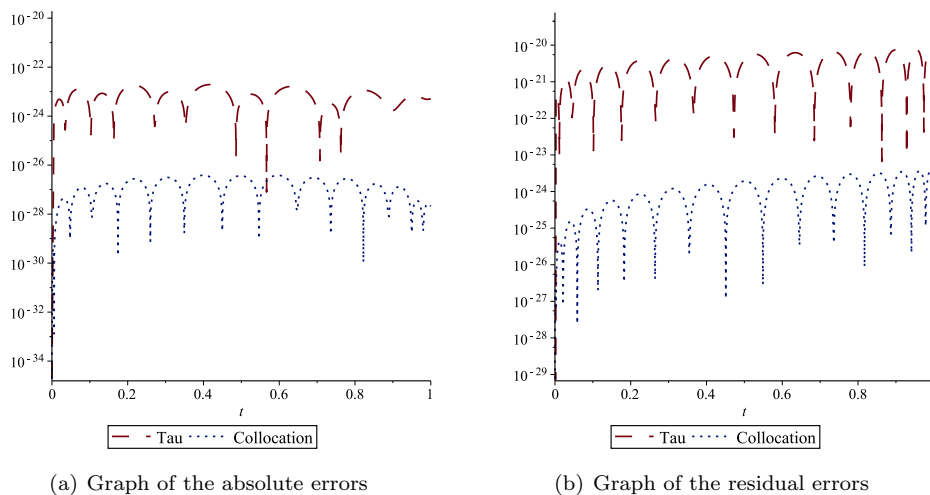 10⁻²⁰
10⁻²²
10⁻²⁴
10⁻²⁶
10⁻²⁸
10⁻³⁰
10⁻³²
10⁻³⁴
0 0.2 0.4 0.6 0.8 1
t
Tau Collocation
(a) Graph of the absolute errors
10⁻²⁰
10⁻²¹
10⁻²²
10⁻²³
10⁻²⁴
10⁻²⁵
10⁻²⁶
10⁻²⁷
10⁻²⁸
10⁻²⁹
0 0.2 0.4 0.6 0.8
t
Tau Collocation
(b) Graph of the residual errors